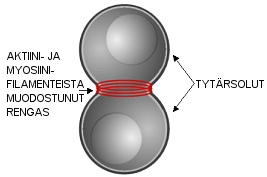 AKTIINI- JA
MYOSIINI-
FILAMENTEISTA
MUODOSTUNUT
RENGAS
TYTÄRSOLUT